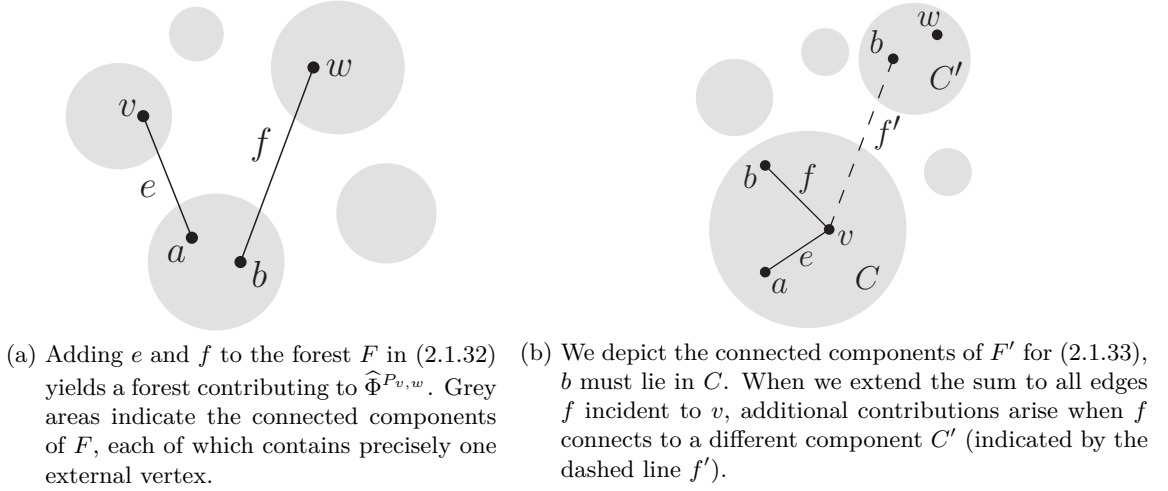 v
e
a
w
f
b
w
b
C′
f′
b
f
v
e
a
C
(a) Adding e and f to the forest F in (2.1.32)
yields a forest contributing to Φ̂^{P_{v,w}}. Grey
areas indicate the connected components
of F, each of which contains precisely one
external vertex.
(b) We depict the connected components of F′ for (2.1.33),
b must lie in C. When we extend the sum to all edges
f incident to v, additional contributions arise when f
connects to a different component C′ (indicated by the
dashed line f′).